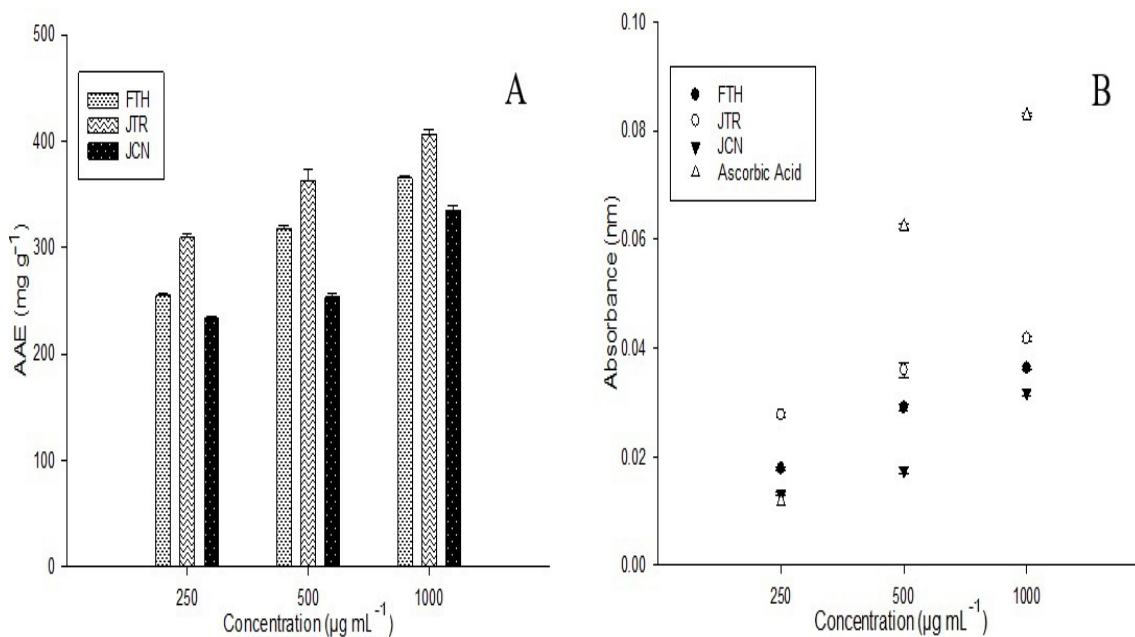 A
FTH
JTR
JCN
AAE (mg g⁻¹)
500
400
300
200
100
0
250 500 1000
Concentration (µg mL⁻¹)
B
FTH
JTR
JCN
Ascorbic Acid
Absorbance (nm)
0.10
0.08
0.06
0.04
0.02
0.00
250 500 1000
Concentration (µg mL⁻¹)